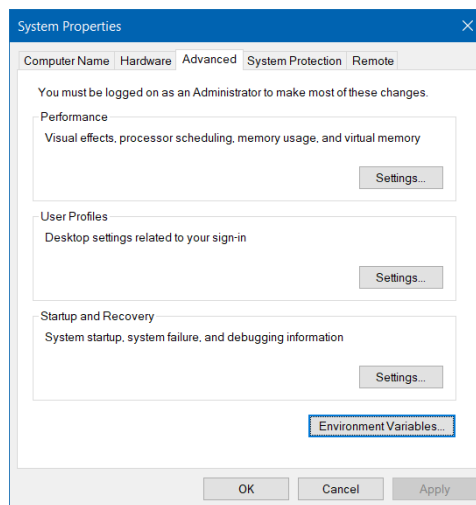 System Properties
Computer Name Hardware Advanced System Protection Remote
You must be logged on as an Administrator to make most of these changes.
Performance
Visual effects, processor scheduling, memory usage, and virtual memory
Settings...
User Profiles
Desktop settings related to your sign-in
Settings...
Startup and Recovery
System startup, system failure, and debugging information
Settings...
Environment Variables...
OK Cancel Apply